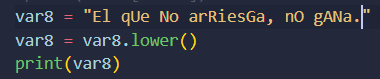 var8 = "El qUe No arRiesGa, nO gANa."
var8 = var8.lower()
print(var8)